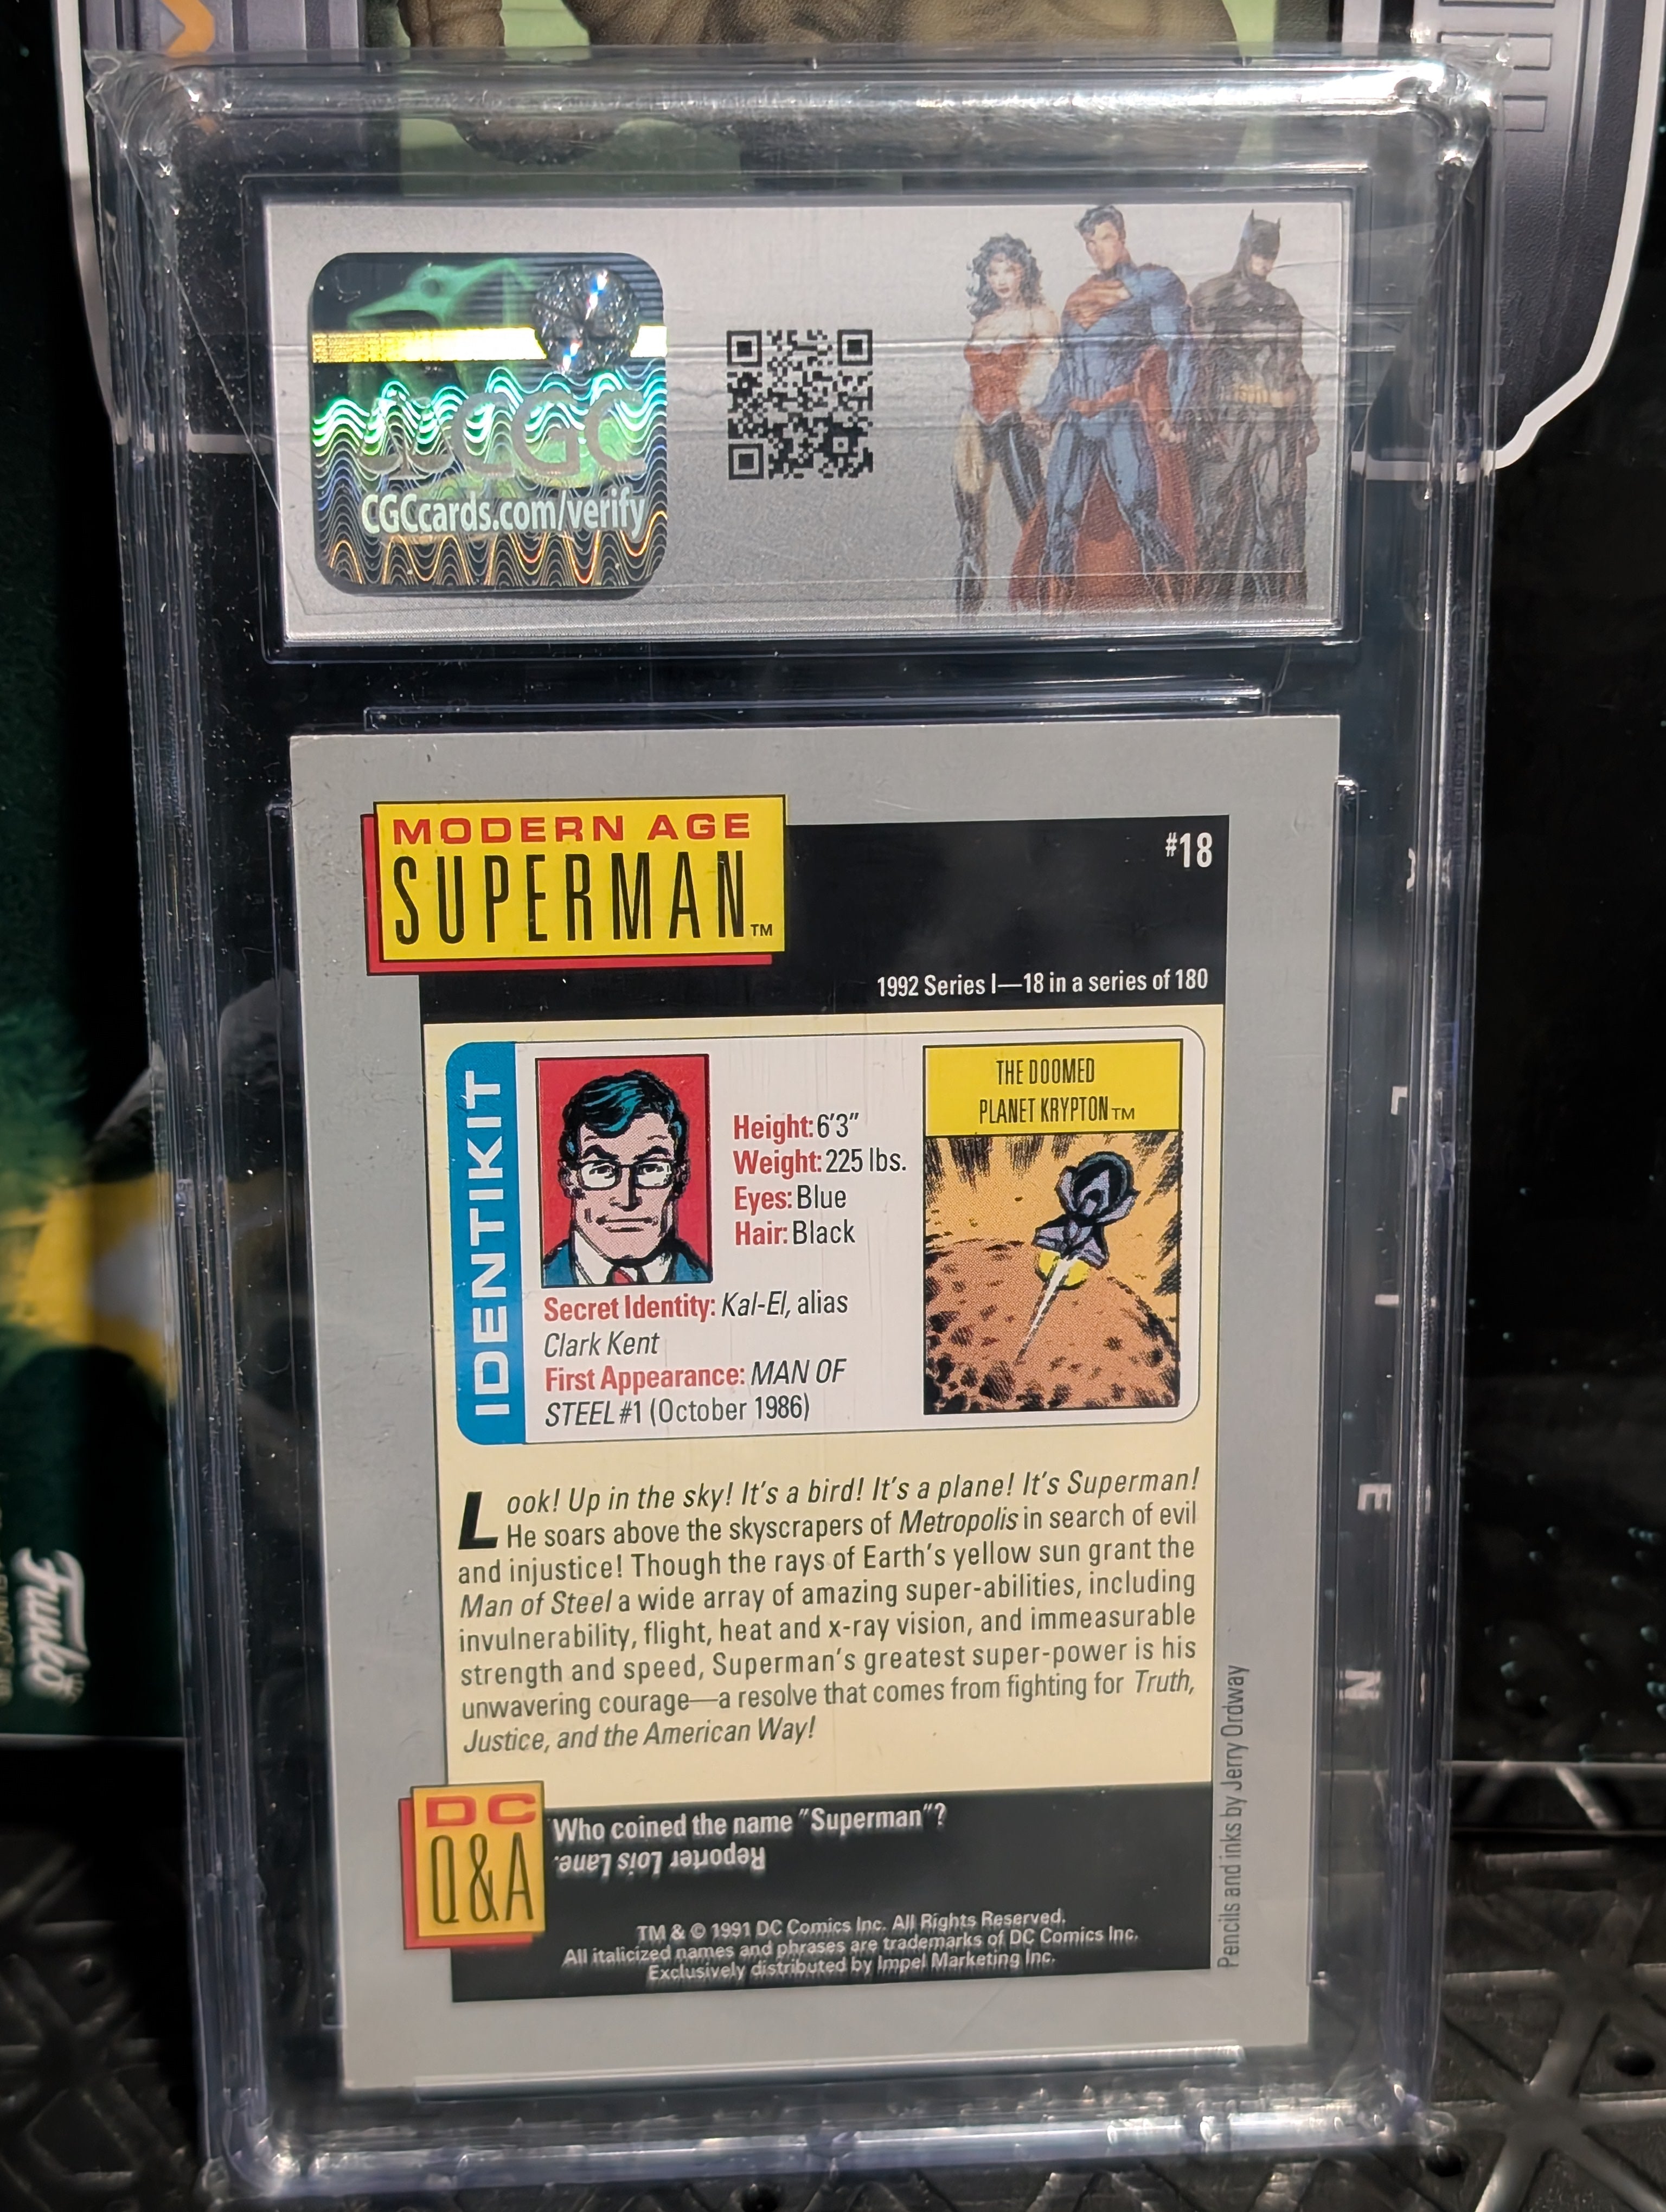 CGC
CGCcards.com/verify
MODERN AGE
SUPERMAN™
#18
1992 Series I—18 in a series of 180
IDENTIKIT
Height: 6'3"
Weight: 225 lbs.
Eyes: Blue
Hair: Black
Secret Identity: Kal-El, alias
Clark Kent
First Appearance: MAN OF
STEEL #1 (October 1986)
THE DOOMED
PLANET KRYPTON™
Look! Up in the sky! It's a bird! It's a plane! It's Superman!
He soars above the skyscrapers of Metropolis in search of evil
and injustice! Though the rays of Earth's yellow sun grant the
Man of Steel a wide array of amazing super-abilities, including
invulnerability, flight, heat and x-ray vision, and immeasurable
strength and speed, Superman's greatest super-power is his
unwavering courage—a resolve that comes from fighting for Truth,
Justice, and the American Way!
Pencils and inks by Jerry Ordway
DC
Q&A
Who coined the name "Superman"?
Reporter Lois Lane.
TM & © 1991 DC Comics Inc. All Rights Reserved.
All italicized names and phrases are trademarks of DC Comics Inc.
Exclusively distributed by Impel Marketing Inc.
Funko